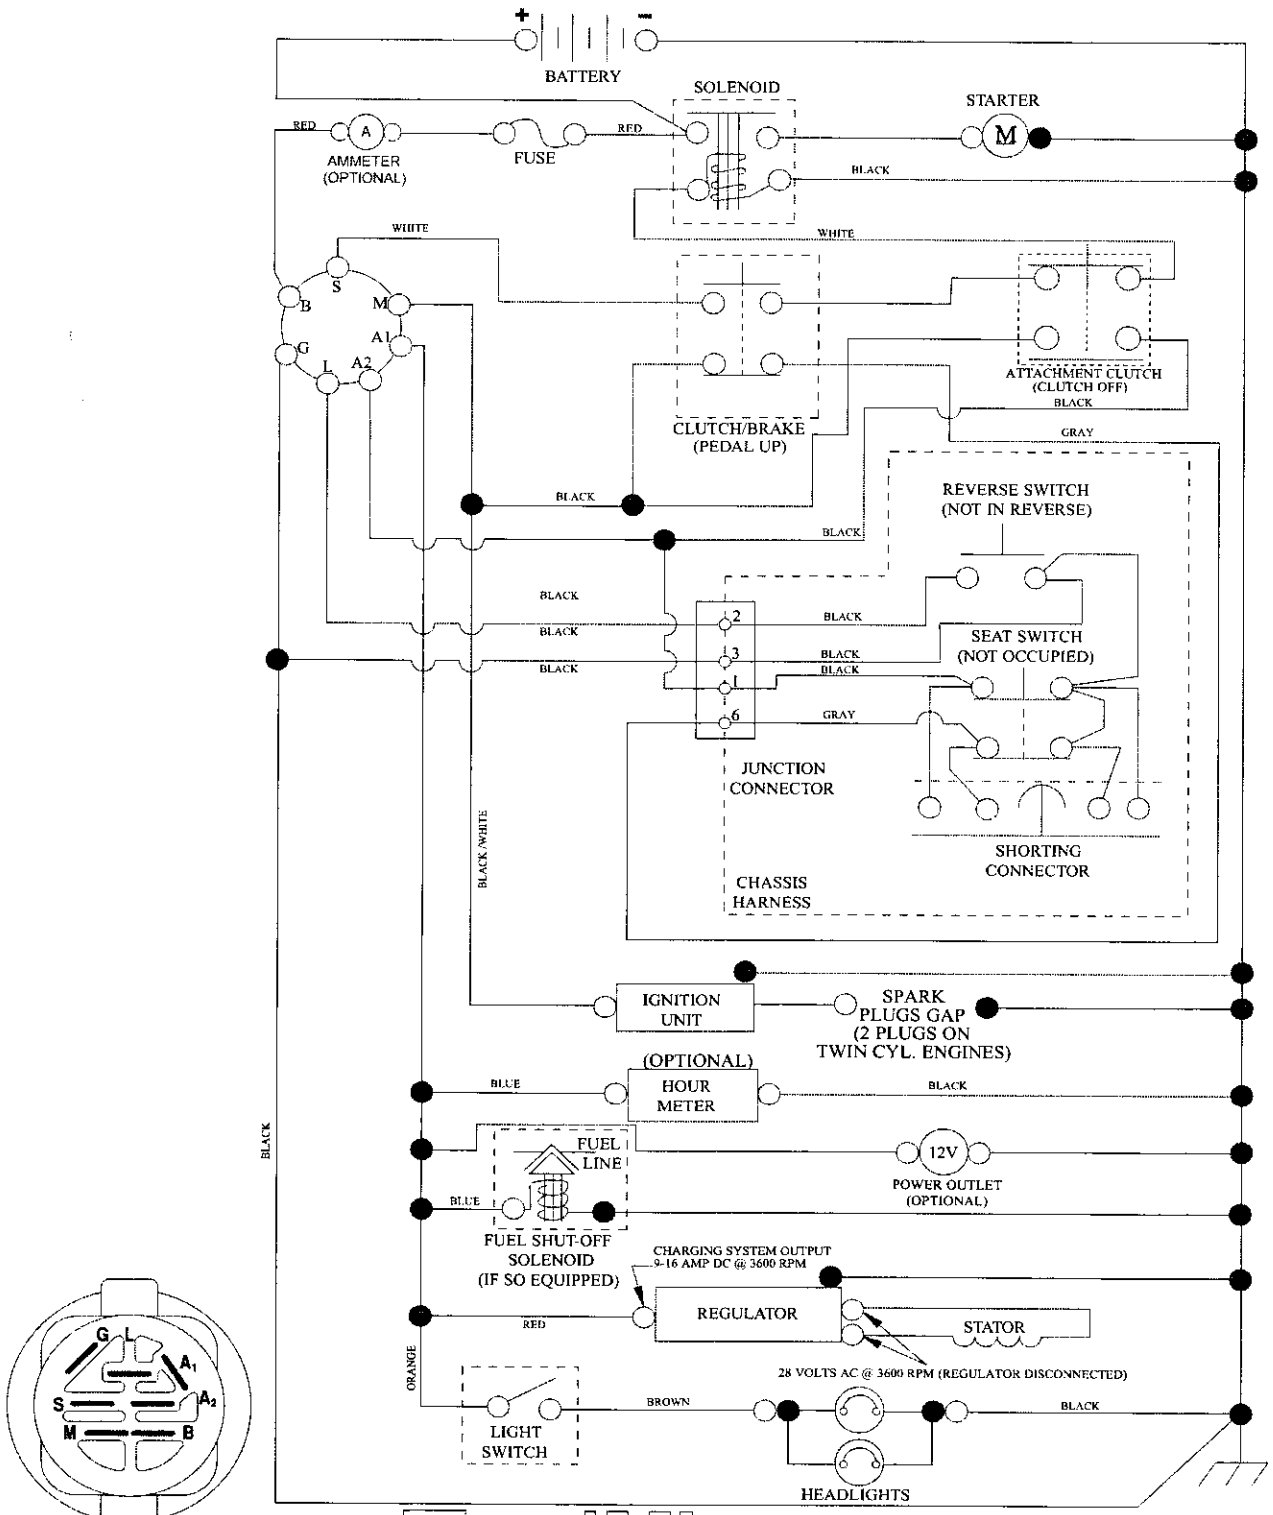 + −
BATTERY
SOLENOID
STARTER
RED
A
RED
M
AMMETER
(OPTIONAL)
FUSE
BLACK
WHITE
WHITE
S
B
M
A1
G
L
A2
ATTACHMENT CLUTCH
(CLUTCH OFF)
BLACK
CLUTCH/BRAKE
(PEDAL UP)
GRAY
REVERSE SWITCH
(NOT IN REVERSE)
BLACK
BLACK
BLACK
2
BLACK
BLACK
SEAT SWITCH
(NOT OCCUPIED)
3
BLACK
BLACK
BLACK
1
6
GRAY
JUNCTION
CONNECTOR
BLACK/WHITE
SHORTING
CONNECTOR
CHASSIS
HARNESS
IGNITION
UNIT
SPARK
PLUGS GAP
(2 PLUGS ON
TWIN CYL. ENGINES)
(OPTIONAL)
BLUE
HOUR
METER
BLACK
BLACK
FUEL
LINE
12V
POWER OUTLET
(OPTIONAL)
BLUE
FUEL SHUT-OFF
SOLENOID
(IF SO EQUIPPED)
CHARGING SYSTEM OUTPUT
9-16 AMP DC @ 3600 RPM
REGULATOR
RED
STATOR
ORANGE
28 VOLTS AC @ 3600 RPM (REGULATOR DISCONNECTED)
BROWN
BLACK
LIGHT
SWITCH
HEADLIGHTS
G L
A1
S
A2
M
B